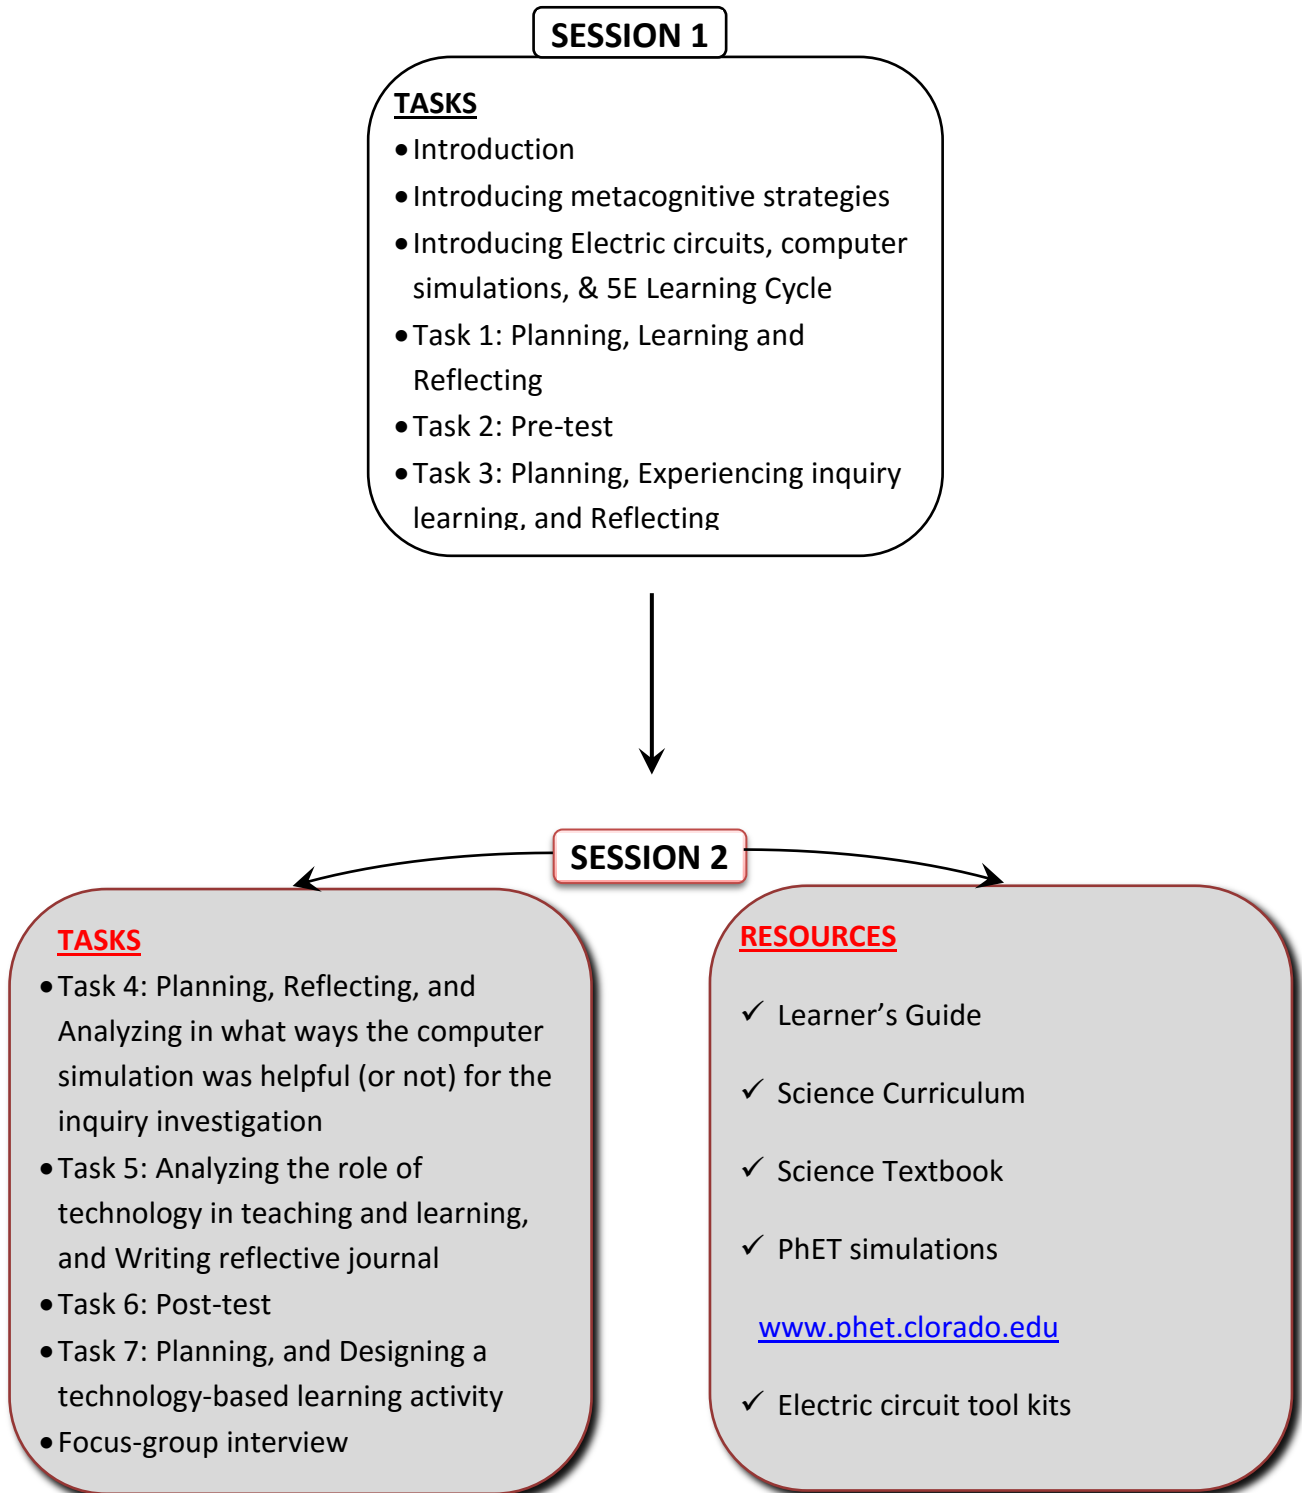 SESSION 1
TASKS
• Introduction
• Introducing metacognitive strategies
• Introducing Electric circuits, computer
simulations, & 5E Learning Cycle
• Task 1: Planning, Learning and
Reflecting
• Task 2: Pre-test
• Task 3: Planning, Experiencing inquiry
learning, and Reflecting
SESSION 2
TASKS
• Task 4: Planning, Reflecting, and
Analyzing in what ways the computer
simulation was helpful (or not) for the
inquiry investigation
• Task 5: Analyzing the role of
technology in teaching and learning,
and Writing reflective journal
• Task 6: Post-test
• Task 7: Planning, and Designing a
technology-based learning activity
• Focus-group interview
RESOURCES
✓ Learner’s Guide
✓ Science Curriculum
✓ Science Textbook
✓ PhET simulations
www.phet.clorado.edu
✓ Electric circuit tool kits